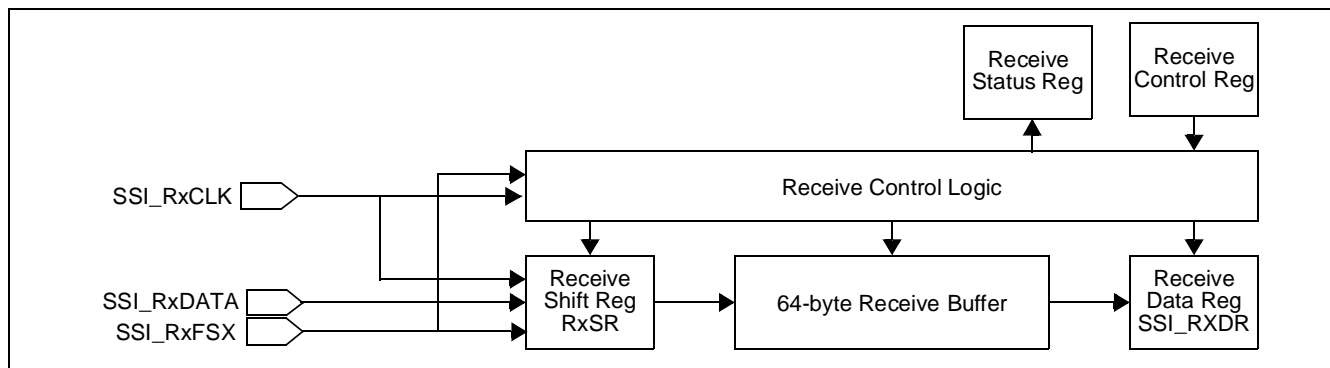 Receive
Status Reg
Receive
Control Reg
Receive Control Logic
SSI_RxCLK
SSI_RxDATA
SSI_RxFSX
Receive
Shift Reg
RxSR
64-byte Receive Buffer
Receive
Data Reg
SSI_RXDR